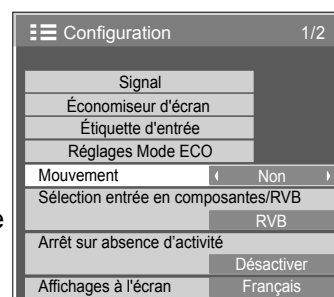 Configuration 1/2
Signal
Économiseur d'écran
Étiquette d'entrée
Réglages Mode ECO
Mouvement Non
Sélection entrée en composantes/RVB
RVB
Arrêt sur absence d'activité
Désactiver
Affichages à l'écran Français